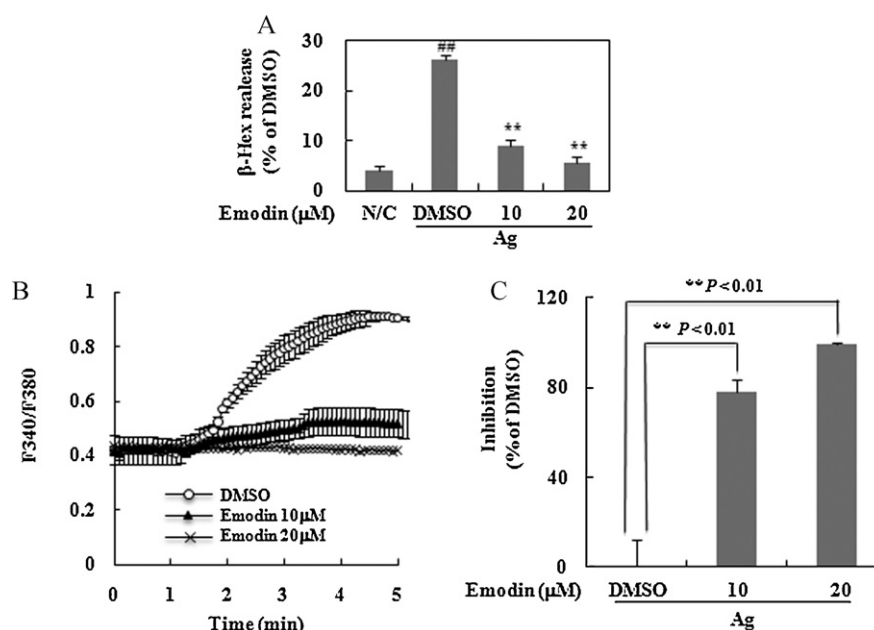 A
β-Hex realease
(% of DMSO)
30
20
10
0
##
**
**
Emodin (μM) N/C DMSO 10 20
Ag
B
F340/F380
1
0.8
0.6
0.4
0.2
0
DMSO
Emodin 10μM
Emodin 20μM
0 1 2 3 4 5
Time (min)
C
Inhibition
(%of DMSO)
120
80
40
0
** P<0.01
** P<0.01
Emodin (μM) DMSO 10 20
Ag